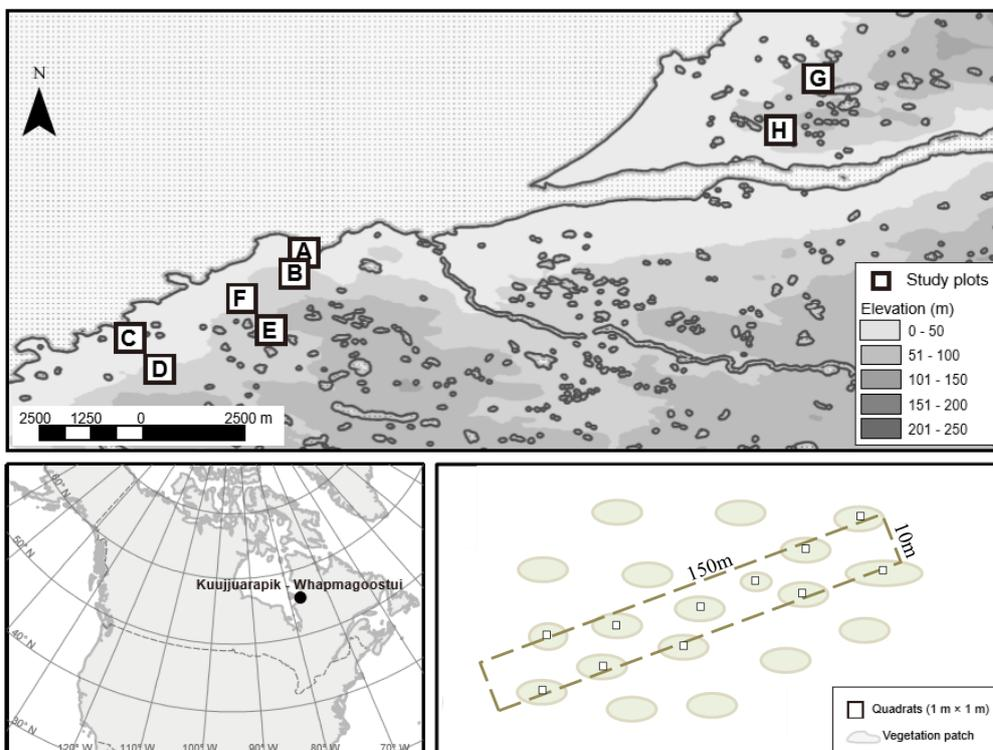 N
G
H
A
B
F
E
C
D
Study plots
Elevation (m)
0 - 50
51 - 100
101 - 150
151 - 200
201 - 250
2500 1250 0 2500 m
60° N
50° N
40° N
30° N
Kuujjuarapik - Whapmagoostui
120° W 110° W 100° W 90° W 80° W 70° W
150m
10m
Quadrats (1 m × 1 m)
Vegetation patch